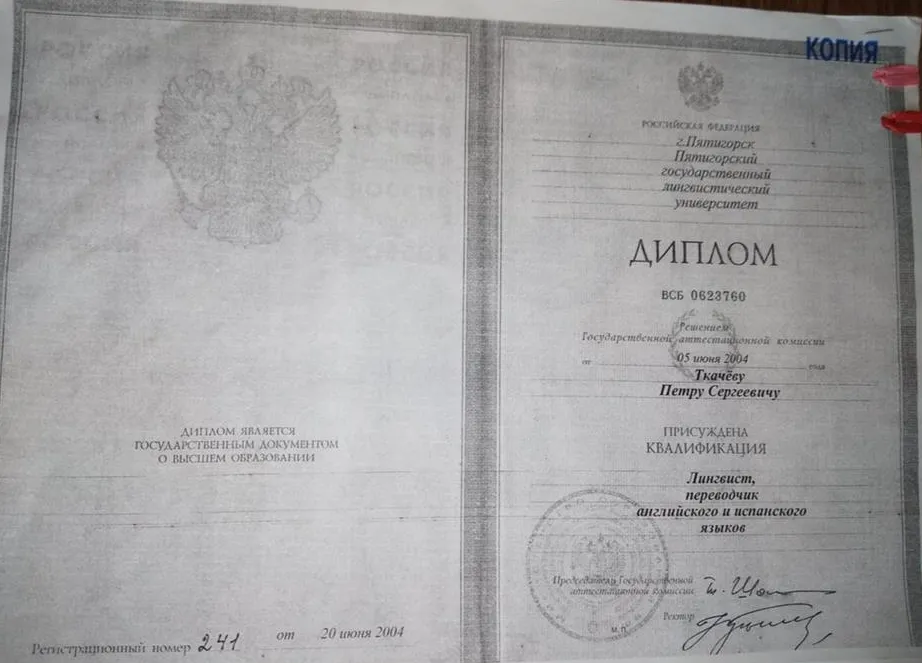 ДИПЛОМ ЯВЛЯЕТСЯ
ГОСУДАРСТВЕННЫМ ДОКУМЕНТОМ
О ВЫСШЕМ ОБРАЗОВАНИИ
Регистрационный номер 241 от 20 июня 2004
КОПИЯ
РОССИЙСКАЯ ФЕДЕРАЦИЯ
г.Пятигорск
Пятигорский
государственный
лингвистический
университет
ДИПЛОМ
ВСБ 0623760
Решением
Государственной аттестационной комиссии
от 05 июня 2004 года
Ткачёву
Петру Сергеевичу
ПРИСУЖДЕНА
КВАЛИФИКАЦИЯ
Лингвист,
переводчик
английского и испанского
языков
Председатель Государственной
аттестационной комиссии
Ректор
М.П.